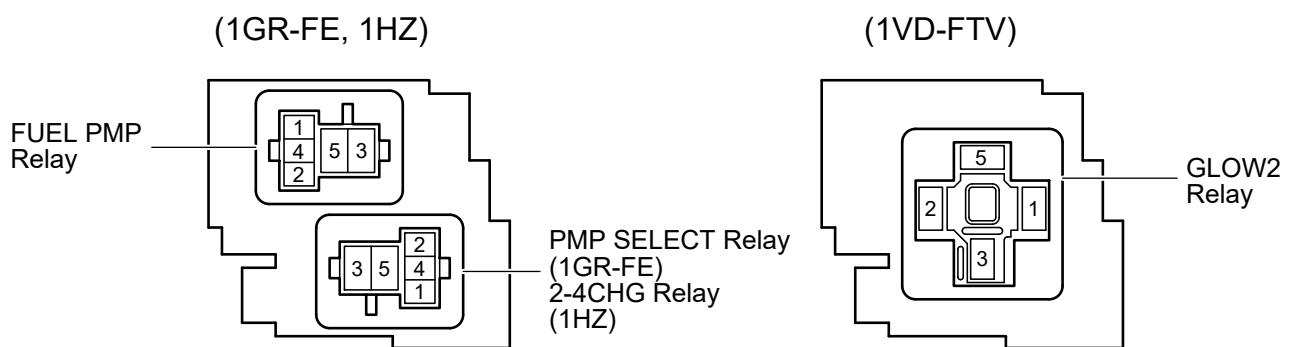 (1GR-FE, 1HZ)
(1VD-FTV)
FUEL PMP
Relay
1
4
2
5 3
3 5
2
4
1
PMP SELECT Relay
(1GR-FE)
2-4CHG Relay
(1HZ)
5
2
1
3
GLOW2
Relay